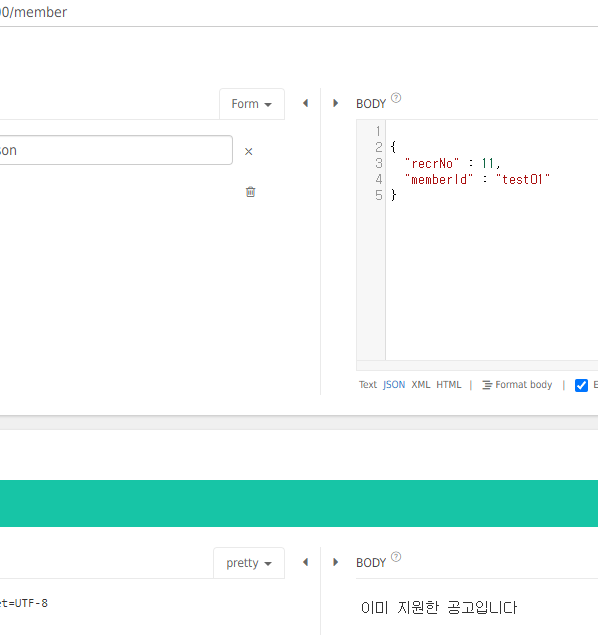 00/member
Form
BODY ?
son
1
2 {
3 "recrNo" : 11,
4 "memberId" : "test01"
5 }
Text JSON XML HTML | Format body | E
pretty
BODY ?
et=UTF-8
이미 지원한 공고입니다